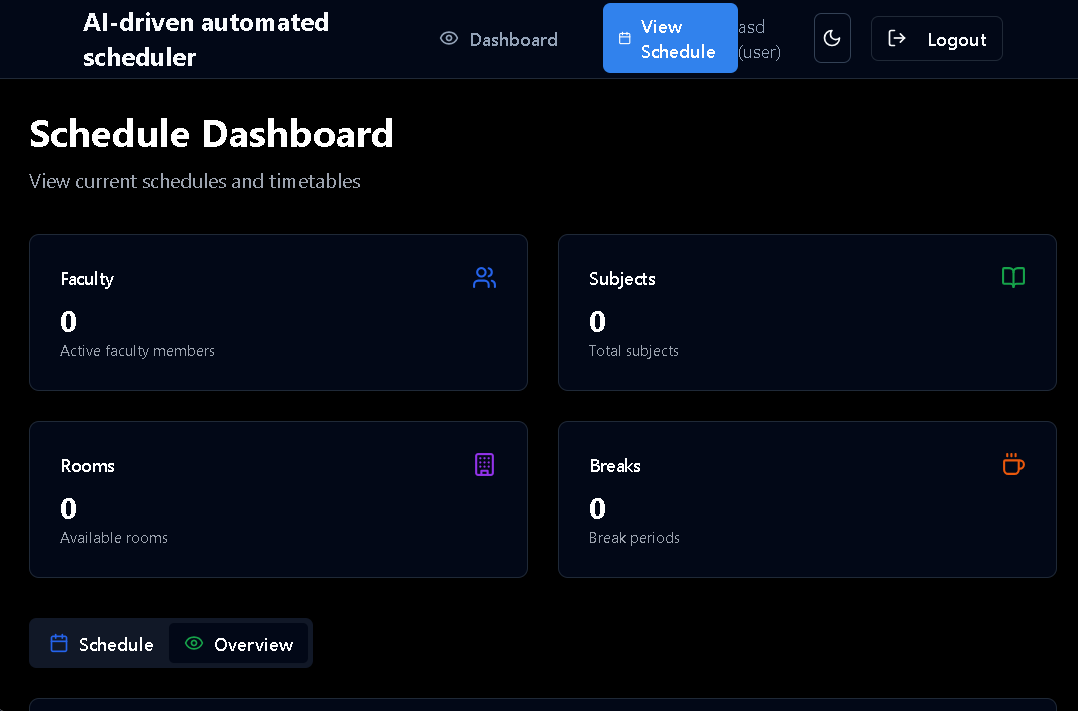 AI-driven automated
scheduler
Dashboard
View
Schedule
asd
(user)
Logout
Schedule Dashboard
View current schedules and timetables
Faculty
0
Active faculty members
Subjects
0
Total subjects
Rooms
0
Available rooms
Breaks
0
Break periods
Schedule
Overview